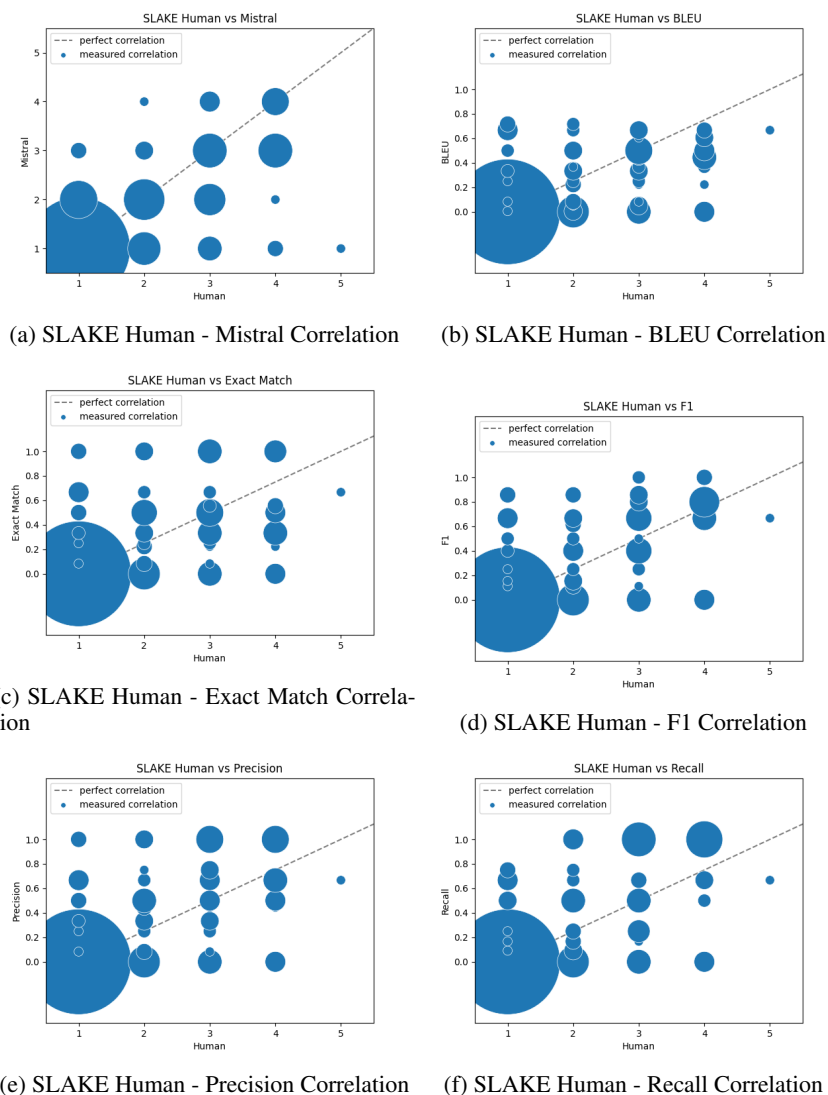 SLAKE Human vs Mistral
perfect correlation
measured correlation
5
4
3
2
1
Mistral
1 2 3 4 5
Human
(a) SLAKE Human - Mistral Correlation
SLAKE Human vs BLEU
perfect correlation
measured correlation
1.0
0.8
0.6
0.4
0.2
0.0
BLEU
1 2 3 4 5
Human
(b) SLAKE Human - BLEU Correlation
SLAKE Human vs Exact Match
perfect correlation
measured correlation
1.0
0.8
0.6
0.4
0.2
0.0
Exact Match
1 2 3 4 5
Human
c) SLAKE Human - Exact Match Correla-
ion
SLAKE Human vs F1
perfect correlation
measured correlation
1.0
0.8
0.6
0.4
0.2
0.0
F1
1 2 3 4 5
Human
(d) SLAKE Human - F1 Correlation
SLAKE Human vs Precision
perfect correlation
measured correlation
1.0
0.8
0.6
0.4
0.2
0.0
Precision
1 2 3 4 5
Human
(e) SLAKE Human - Precision Correlation
SLAKE Human vs Recall
perfect correlation
measured correlation
1.0
0.8
0.6
0.4
0.2
0.0
Recall
1 2 3 4 5
Human
(f) SLAKE Human - Recall Correlation